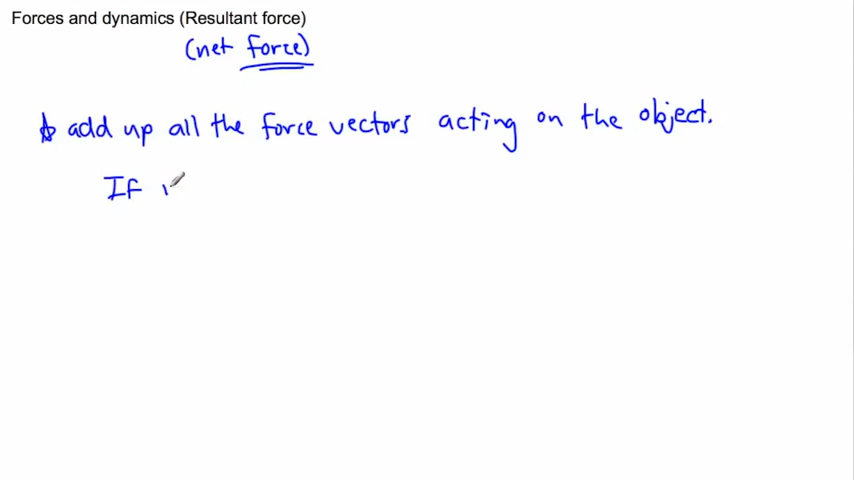 Forces and dynamics (Resultant force)
(net force)
add up all the force vectors acting on the object.
If